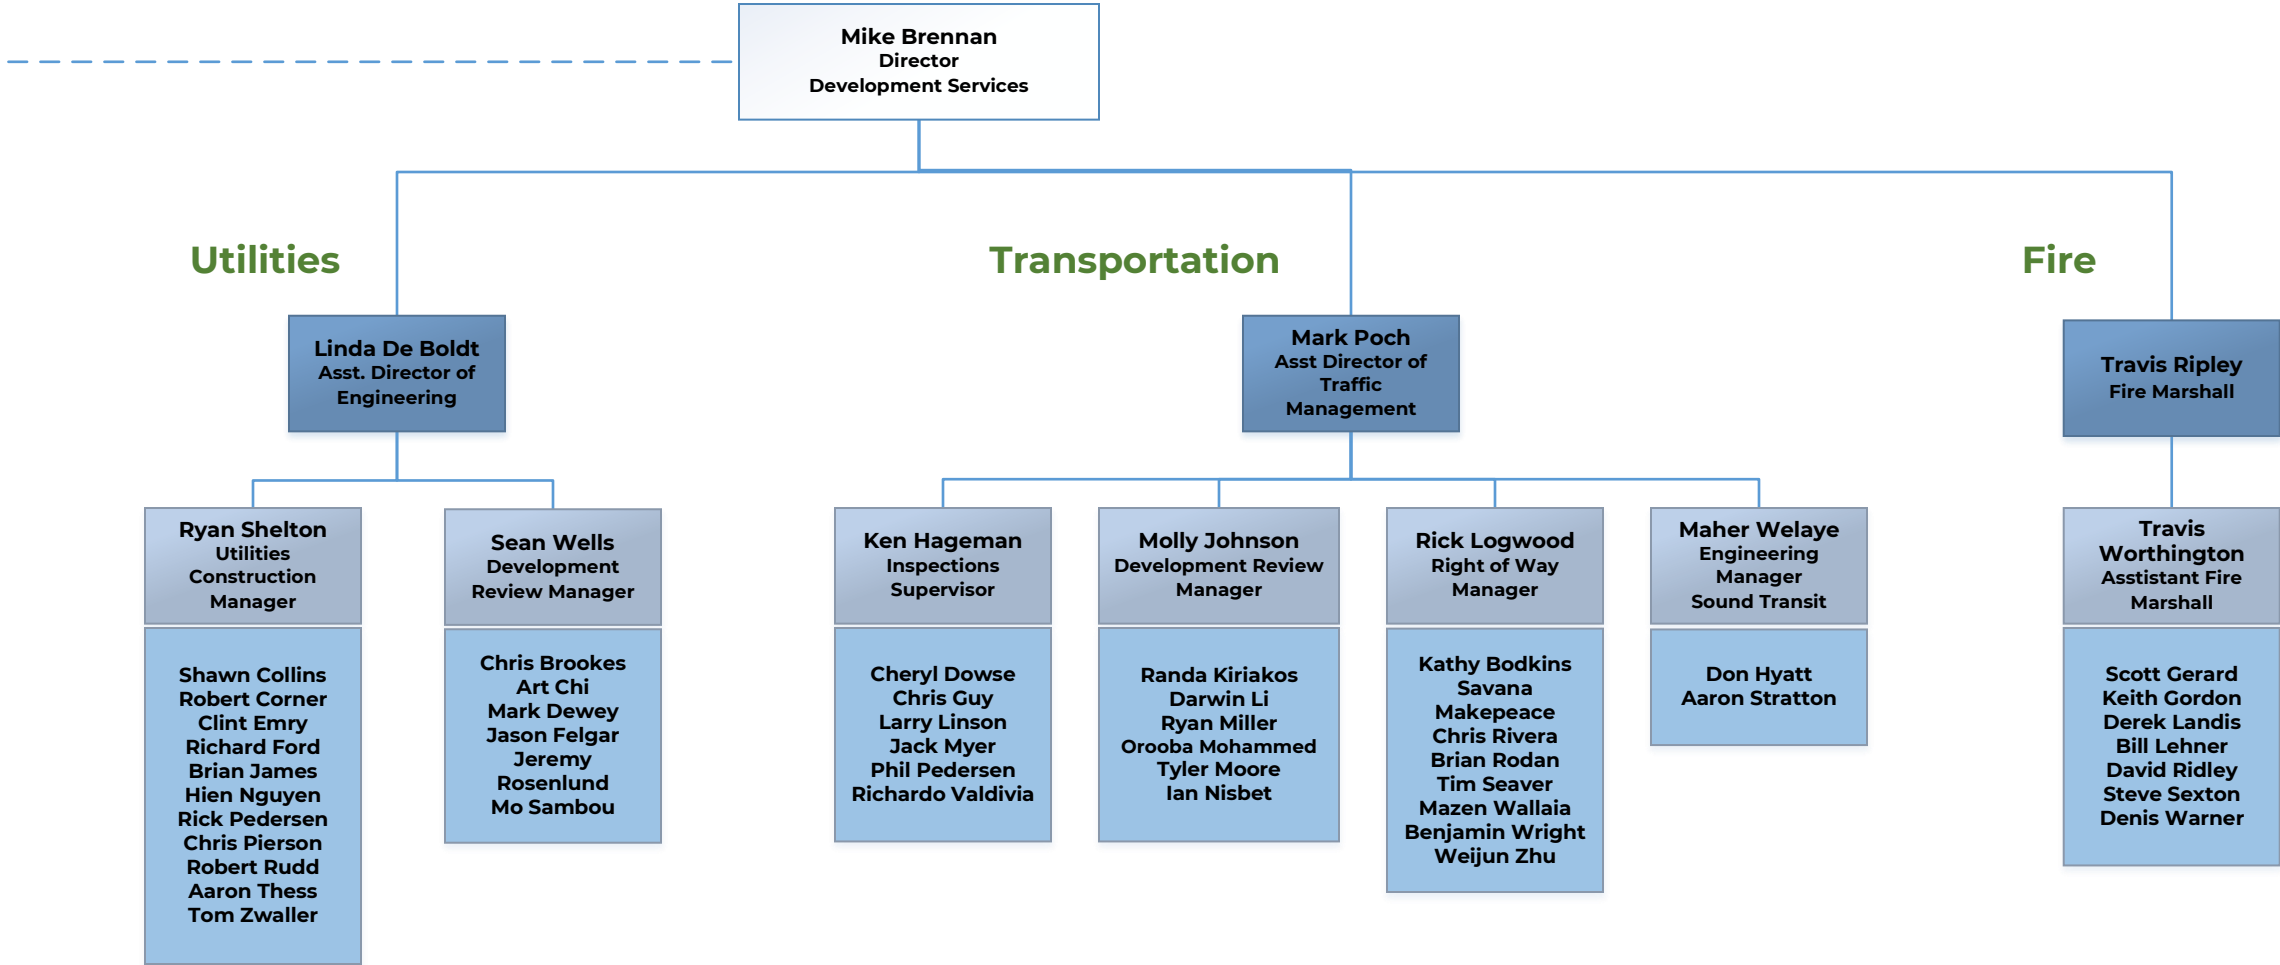 Mike Brennan
Director
Development Services
Utilities
Transportation
Fire
Linda De Boldt
Asst. Director of
Engineering
Mark Poch
Asst Director of
Traffic
Management
Travis Ripley
Fire Marshall
Ryan Shelton
Utilities
Construction
Manager
Shawn Collins
Robert Corner
Clint Emry
Richard Ford
Brian James
Hien Nguyen
Rick Pedersen
Chris Pierson
Robert Rudd
Aaron Thess
Tom Zwaller
Sean Wells
Development
Review Manager
Chris Brookes
Art Chi
Mark Dewey
Jason Felgar
Jeremy
Rosenlund
Mo Sambou
Ken Hageman
Inspections
Supervisor
Cheryl Dowse
Chris Guy
Larry Linson
Jack Myer
Phil Pedersen
Richardo Valdivia
Molly Johnson
Development Review
Manager
Randa Kiriakos
Darwin Li
Ryan Miller
Orooba Mohammed
Tyler Moore
Ian Nisbet
Rick Logwood
Right of Way
Manager
Kathy Bodkins
Savana
Makepeace
Chris Rivera
Brian Rodan
Tim Seaver
Mazen Wallaia
Benjamin Wright
Weijun Zhu
Maher Welaye
Engineering
Manager
Sound Transit
Don Hyatt
Aaron Stratton
Travis
Worthington
Asstistant Fire
Marshall
Scott Gerard
Keith Gordon
Derek Landis
Bill Lehner
David Ridley
Steve Sexton
Denis Warner